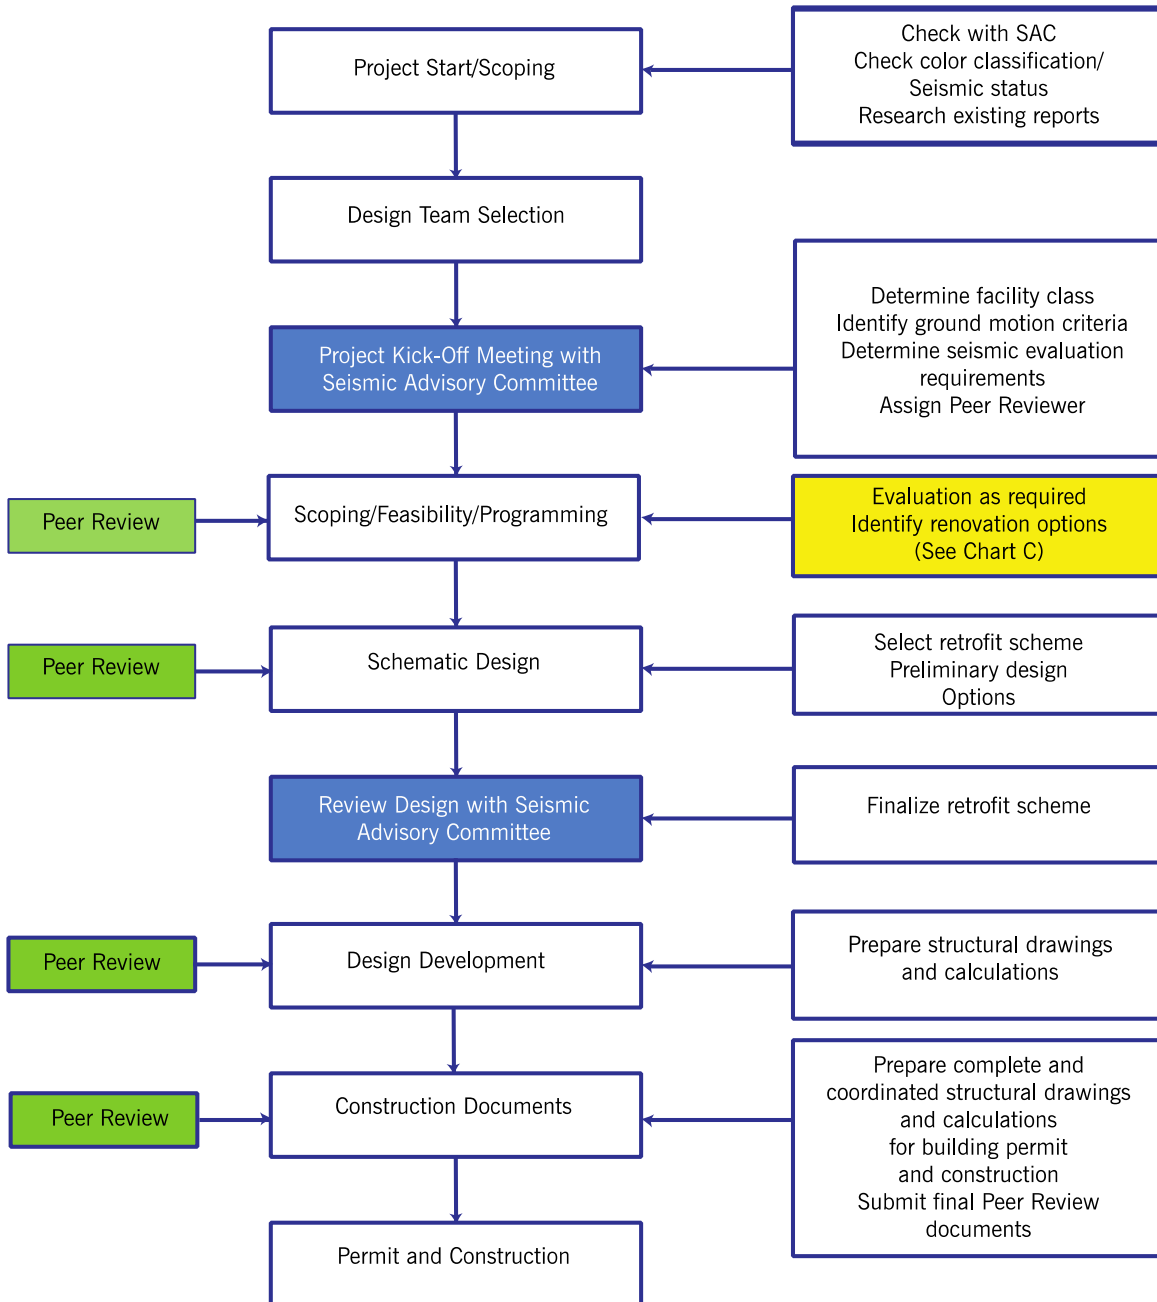 Project Start/Scoping
Check with SAC
Check color classification/
Seismic status
Research existing reports
Design Team Selection
Project Kick-Off Meeting with
Seismic Advisory Committee
Determine facility class
Identify ground motion criteria
Determine seismic evaluation
requirements
Assign Peer Reviewer
Peer Review
Scoping/Feasibility/Programming
Evaluation as required
Identify renovation options
(See Chart C)
Peer Review
Schematic Design
Select retrofit scheme
Preliminary design
Options
Review Design with Seismic
Advisory Committee
Finalize retrofit scheme
Peer Review
Design Development
Prepare structural drawings
and calculations
Peer Review
Construction Documents
Prepare complete and
coordinated structural drawings
and calculations
for building permit
and construction
Submit final Peer Review
documents
Permit and Construction